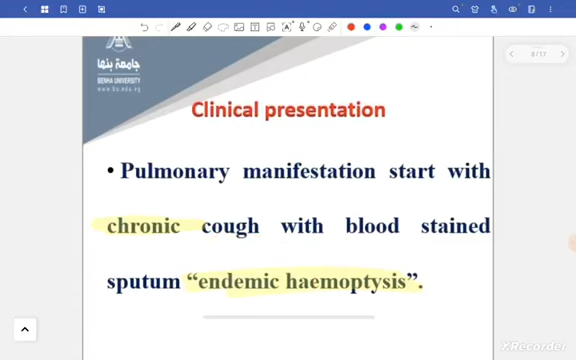 8/17
جامعة بنها
BENHA UNIVERSITY
www.bu.edu.eg
Clinical presentation
• Pulmonary manifestation start with
chronic cough with blood stained
sputum “endemic haemoptysis”.
XRecorder